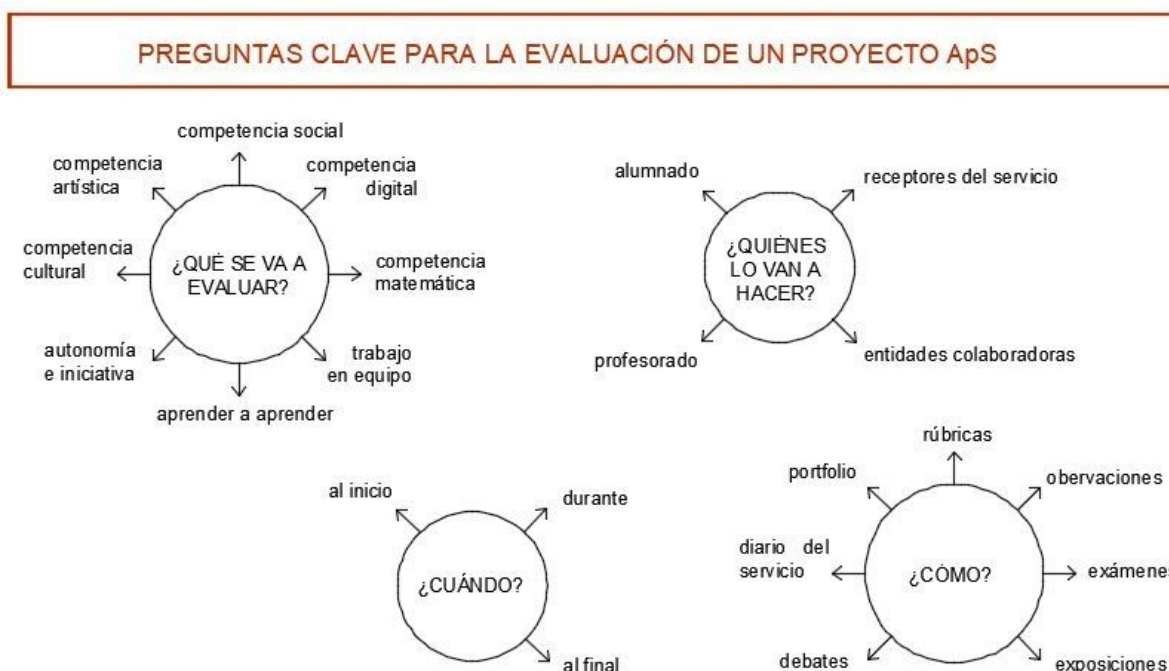 PREGUNTAS CLAVE PARA LA EVALUACIÓN DE UN PROYECTO ApS
competencia social
competencia
artística
competencia
digital
competencia
cultural
¿QUÉ SE VA A
EVALUAR?
competencia
matemática
autonomía
e iniciativa
trabajo
en equipo
aprender a aprender
alumnado
receptores del servicio
¿QUIÉNES
LO VAN A
HACER?
profesorado
entidades colaboradoras
al inicio
durante
¿CUÁNDO?
al final
rúbricas
portfolio
obervaciones
diario del
servicio
¿CÓMO?
exámenes
debates
exposiciones